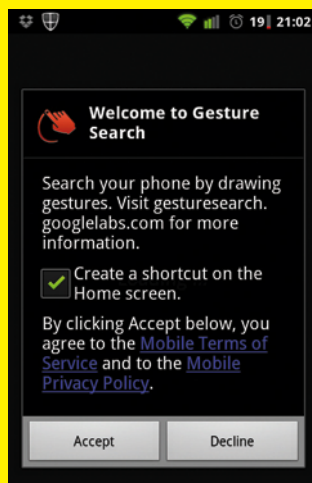 19 21:02
Welcome to Gesture
Search
Search your phone by drawing
gestures. Visit gesturesearch.
googlelabs.com for more
information.
Create a shortcut on the
Home screen.
By clicking Accept below, you
agree to the Mobile Terms of
Service and to the Mobile
Privacy Policy.
Accept Decline